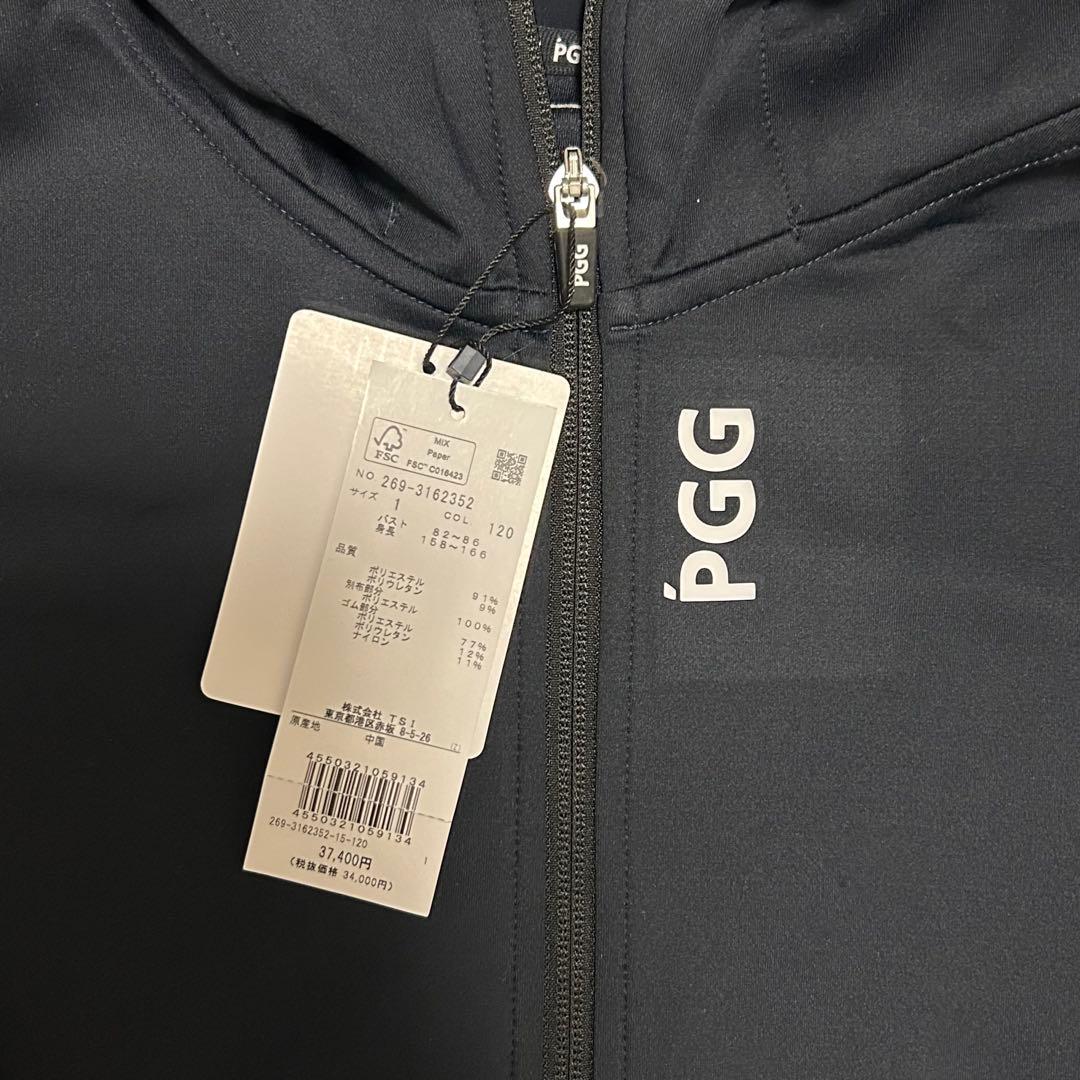 PG
PGG
ṔGG
FSC
MIX
Paper
FSC™ C016423
NO 269-3162352
サイズ 1 COL 120
バスト 82～86
身長 158～166
品質
ポリエステル 91%
ポリウレタン 9%
別布部分
ポリエステル 100%
ゴム部分
ポリエステル 77%
ポリウレタン 12%
ナイロン 11%
株式会社 TSI
東京都港区赤坂 8-5-26
(Z)
原産地 中国
4550321059134
4550321059134
269-3162352-15-120
1
37,400円
(税抜価格 34,000円)